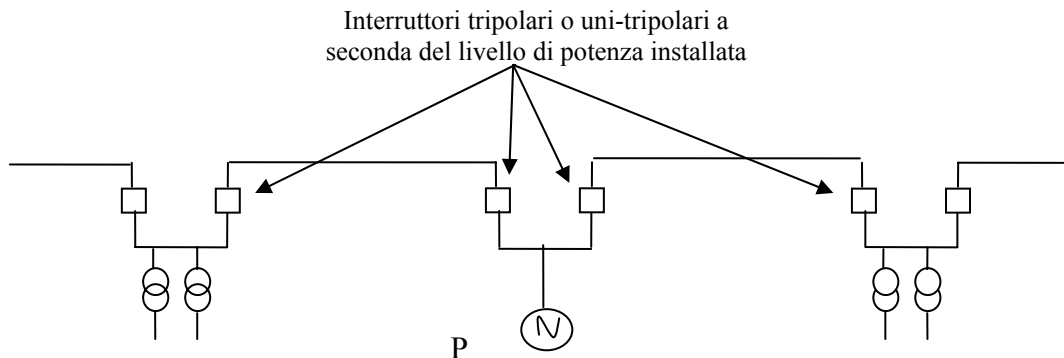 Interruttori tripolari o uni-tripolari a
seconda del livello di potenza installata
P